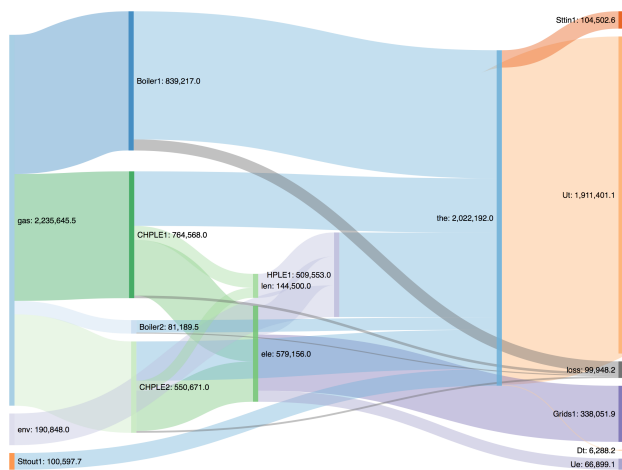 Sttin1: 104,502.6
Boiler1: 839,217.0
Ut: 1,911,401.1
gas: 2,235,645.5
the: 2,022,192.0
CHPLE1: 764,568.0
HPLE1: 509,553.0
len: 144,500.0
Boiler2: 81,189.5
ele: 579,156.0
loss: 99,948.2
CHPLE2: 550,671.0
Grids1: 338,051.9
env: 190,848.0
Dt: 6,288.2
Sttout1: 100,597.7
Ue: 66,899.1